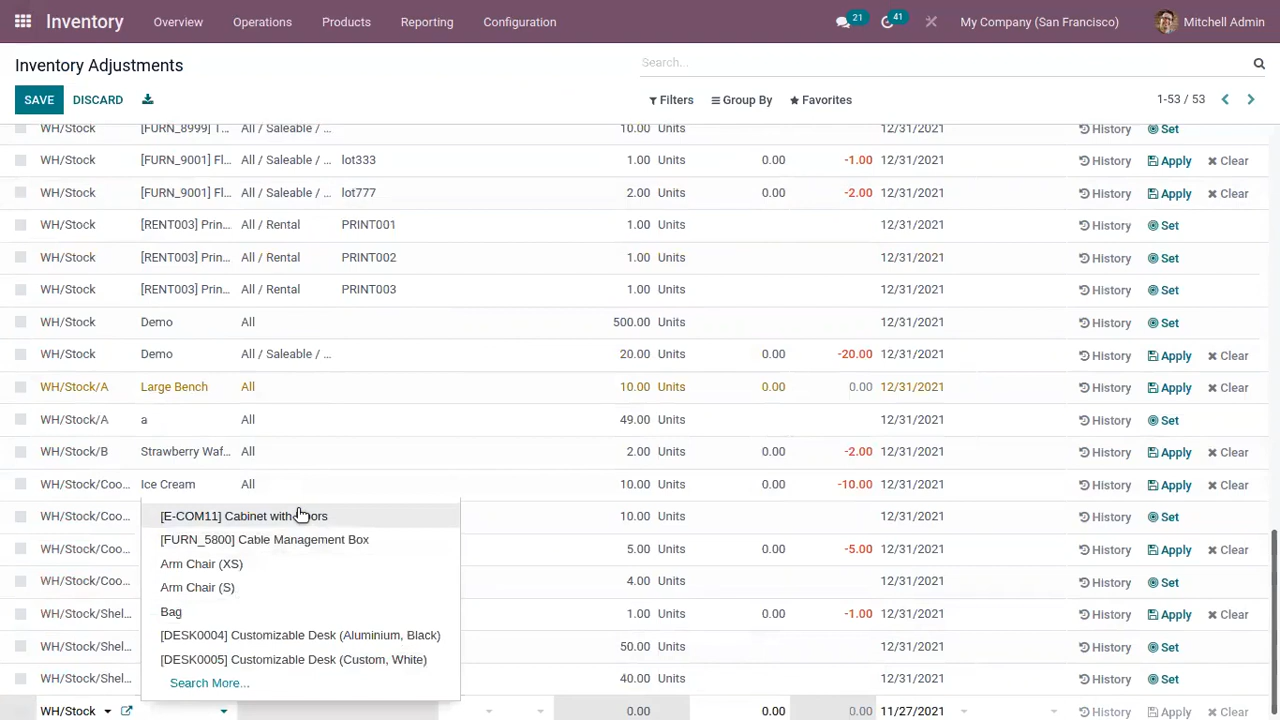 Inventory Overview Operations Products Reporting Configuration 21 41 My Company (San Francisco) Mitchell Admin
Inventory Adjustments Search...
SAVE DISCARD Filters Group By Favorites 1-53 / 53
WH/Stock [FURN_8999] T... All / Saleable / ... 10.00 Units 12/31/2021 History Set
WH/Stock [FURN_9001] Fl... All / Saleable / ... lot333 1.00 Units 0.00 -1.00 12/31/2021 History Apply Clear
WH/Stock [FURN_9001] Fl... All / Saleable / ... lot777 2.00 Units 0.00 -2.00 12/31/2021 History Apply Clear
WH/Stock [RENT003] Prin... All / Rental PRINT001 1.00 Units 12/31/2021 History Set
WH/Stock [RENT003] Prin... All / Rental PRINT002 1.00 Units 12/31/2021 History Set
WH/Stock [RENT003] Prin... All / Rental PRINT003 1.00 Units 12/31/2021 History Set
WH/Stock Demo All 500.00 Units 12/31/2021 History Set
WH/Stock Demo All / Saleable / ... 20.00 Units 0.00 -20.00 12/31/2021 History Apply Clear
WH/Stock/A Large Bench All 10.00 Units 0.00 0.00 12/31/2021 History Apply Clear
WH/Stock/A a All 49.00 Units 12/31/2021 History Set
WH/Stock/B Strawberry Waf... All 2.00 Units 0.00 -2.00 12/31/2021 History Apply Clear
WH/Stock/Coo... Ice Cream All 10.00 Units 0.00 -10.00 12/31/2021 History Apply Clear
WH/Stock/Coo... [E-COM11] Cabinet with 10.00 Units 12/31/2021 History Set
[FURN_5800] Cable Management Box
WH/Stock/Coo... 5.00 Units 0.00 -5.00 12/31/2021 History Apply Clear
Arm Chair (XS)
WH/Stock/Coo... 4.00 Units 12/31/2021 History Set
Arm Chair (S)
WH/Stock/Shel... Bag 1.00 Units 0.00 -1.00 12/31/2021 History Apply Clear
[DESK0004] Customizable Desk (Aluminium, Black)
WH/Stock/Shel... 50.00 Units 12/31/2021 History Set
[DESK0005] Customizable Desk (Custom, White)
WH/Stock/Shel... Search More... 40.00 Units 12/31/2021 History Set
WH/Stock 0.00 0.00 0.00 11/27/2021 History Apply Clear